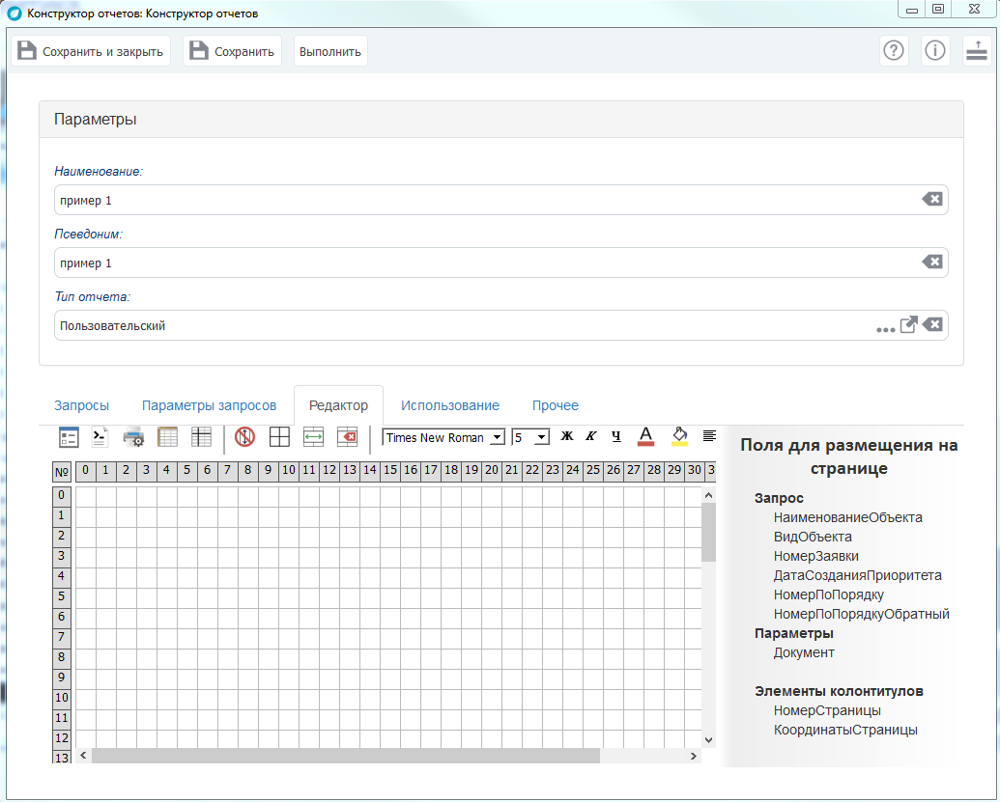 Конструктор отчетов: Конструктор отчетов
Сохранить и закрыть Сохранить Выполнить
Параметры
Наименование:
пример 1
Псевдоним:
пример 1
Тип отчета:
Пользовательский
Запросы Параметры запросов Редактор Использование Прочее
Times New Roman 5 Ж К Ч А
№ 0 1 2 3 4 5 6 7 8 9 10 11 12 13 14 15 16 17 18 19 20 21 22 23 24 25 26 27 28 29 30 3
0
1
2
3
4
5
6
7
8
9
10
11
12
13
Поля для размещения на
странице
Запрос
НаименованиеОбъекта
ВидОбъекта
НомерЗаявки
ДатаСозданияПриоритета
НомерПоПорядку
НомерПоПорядкуОбратный
Параметры
Документ
Элементы колонтитулов
НомерСтраницы
КоординатыСтраницы